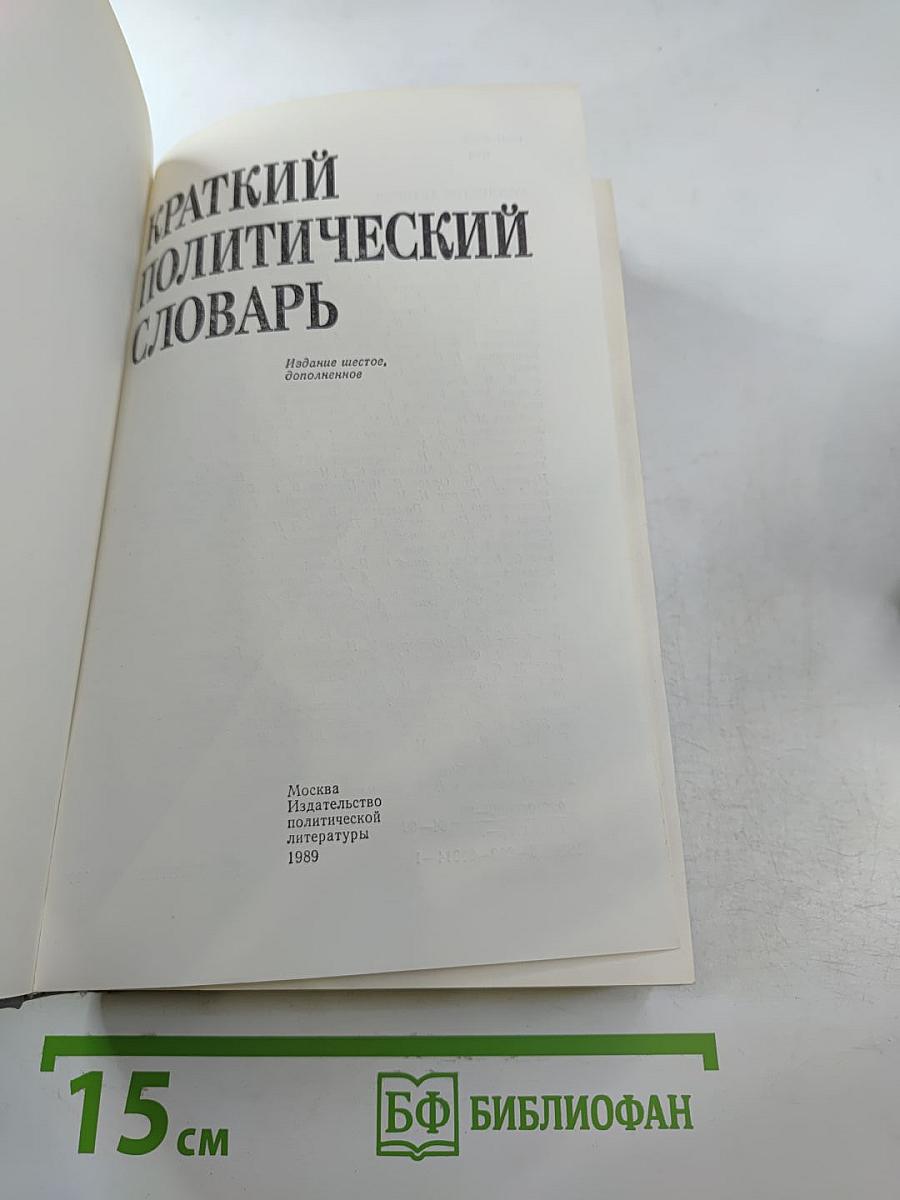 КРАТКИЙ
ПОЛИТИЧЕСКИЙ
СЛОВАРЬ
Издание шестое,
дополненное
Москва
Издательство
политической
литературы
1989
15 см
БФ БИБЛИОФАН